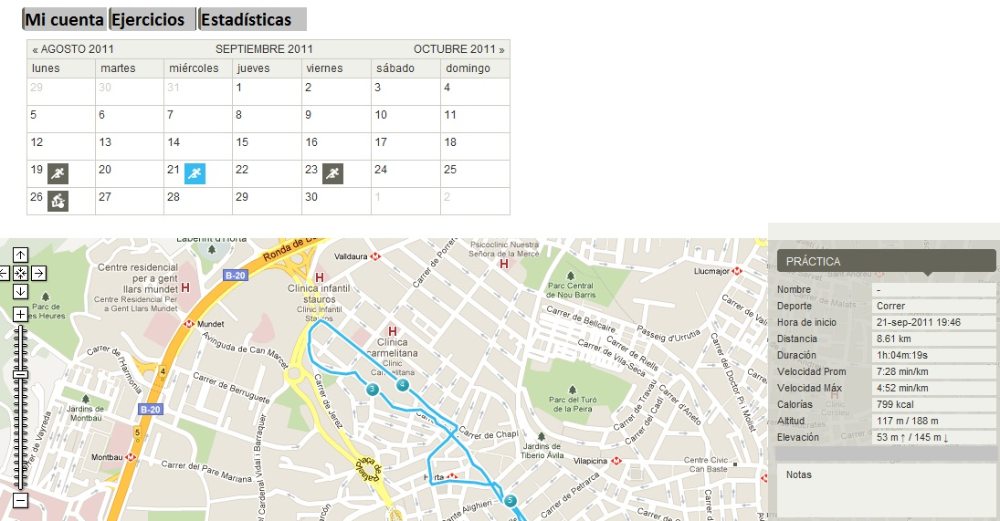 Mi cuenta Ejercicios Estadísticas
« AGOSTO 2011 SEPTIEMBRE 2011 OCTUBRE 2011 »
lunes martes miércoles jueves viernes sábado domingo
29 30 31 1 2 3 4
5 6 7 8 9 10 11
12 13 14 15 16 17 18
19 20 21 22 23 24 25
26 27 28 29 30 1 2
Laberint d'Horta
Valldaura
Carrer de Porrera
Psicoclinic Nuestra
Señora de la Mercè
B-20
Centre residencial
per a gent
llars mundet
Centre Residencial Per
A Gent Llars Mundet
Clínica infantil
stauros
Clínic Infantil
Stauros
Parc Central
de Nou Barris
Llucmajor
Parc de
es Heures
Mundet
Clínica
carmelitana
Clinic
Carmelitana
Carrer de Bellcaire
Passeig d'Urrutia
Carrer de Riells
Carrer de Vila-Seca
Avinguda de Can Marcet
Carrer de l'Harmonia
4
Carrer de Berruguete
Carrer de Jerez
3
4
Parc del Turó
de la Peira
Carrer de Travau
Carrer del Cadí
Carrer d'Aneto
Carrer del Doctor Pi i Molist
Jardins de
Montbau
B-20
5
Carrer de Vayreda
Montbau
Carrer del Pare Mariana
Carrer del Cardenal Vidal i Barraquer
Carrer de Chapí
Jardins de
Tiberio Ávila
Vilapicina
Centre Cívic
Can Baste
Horta
Carrer de Petrarca
Dante Alighieri
5
PRÁCTICA
Nombre -
Deporte Correr
Hora de inicio 21-sep-2011 19:46
Distancia 8.61 km
Duración 1h:04m:19s
Velocidad Prom 7:28 min/km
Velocidad Máx 4:52 min/km
Calorías 799 kcal
Altitud 117 m / 188 m
Elevación 53 m ↑ / 145 m ↓
Notas